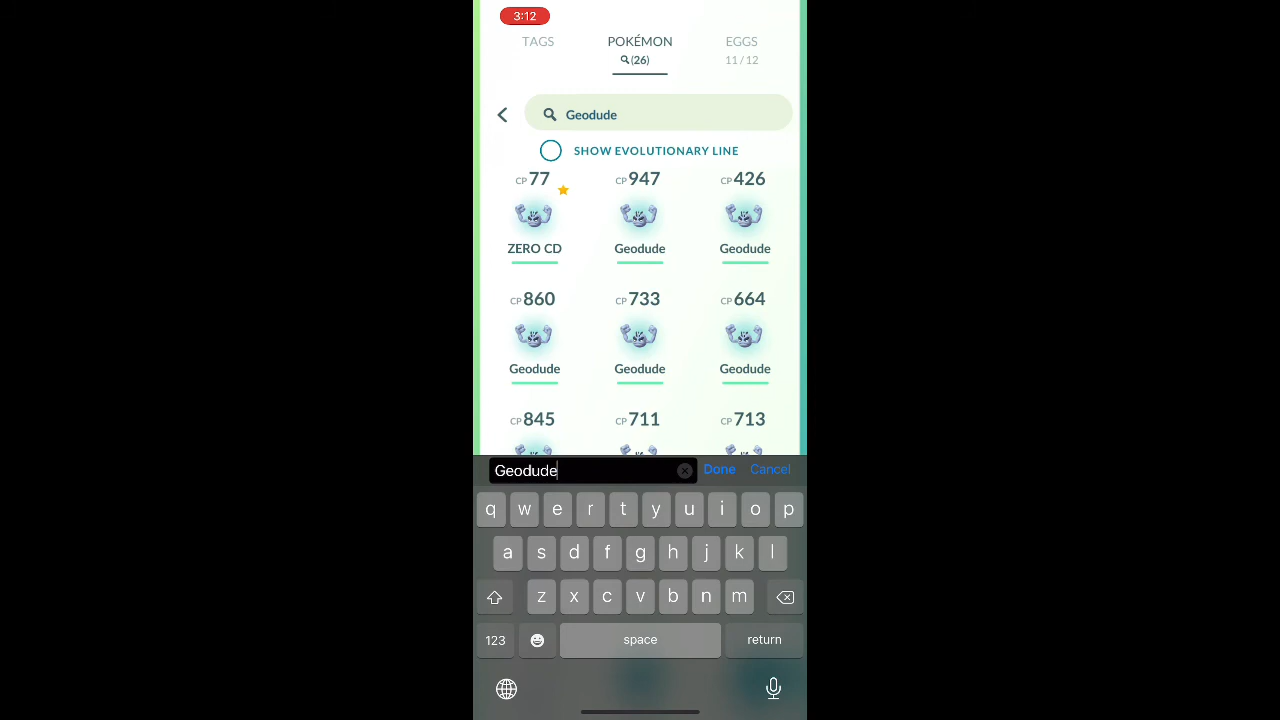 3:12
TAGS POKÉMON EGGS
(26) 11 / 12
Geodude
SHOW EVOLUTIONARY LINE
CP 77 CP 947 CP 426
ZERO CD Geodude Geodude
CP 860 CP 733 CP 664
Geodude Geodude Geodude
CP 845 CP 711 CP 713
Geodude Done Cancel
q w e r t y u i o p
a s d f g h j k l
z x c v b n m
123 space return